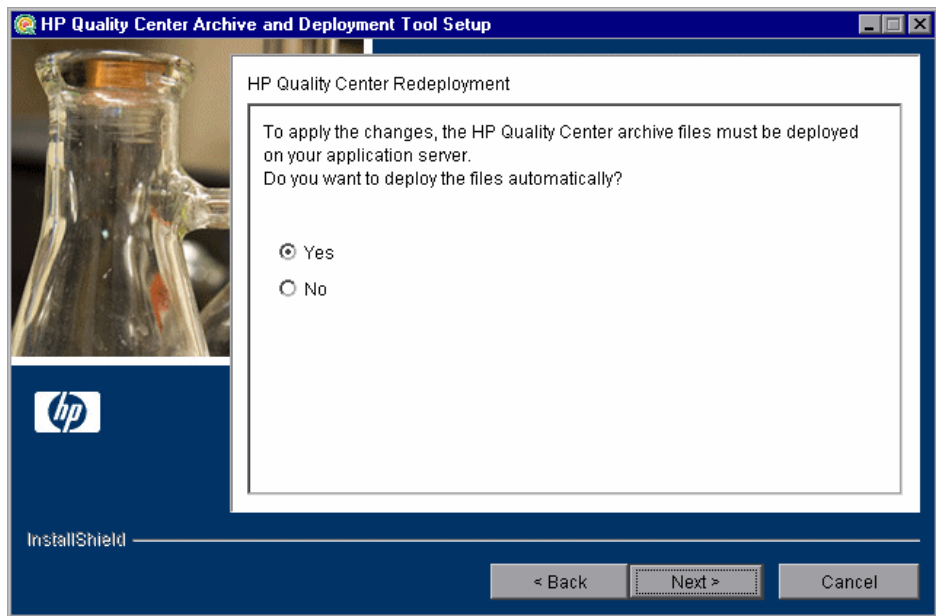 HP Quality Center Archive and Deployment Tool Setup
HP Quality Center Redeployment
To apply the changes, the HP Quality Center archive files must be deployed
on your application server.
Do you want to deploy the files automatically?
Yes
No
hp
InstallShield
< Back
Next >
Cancel